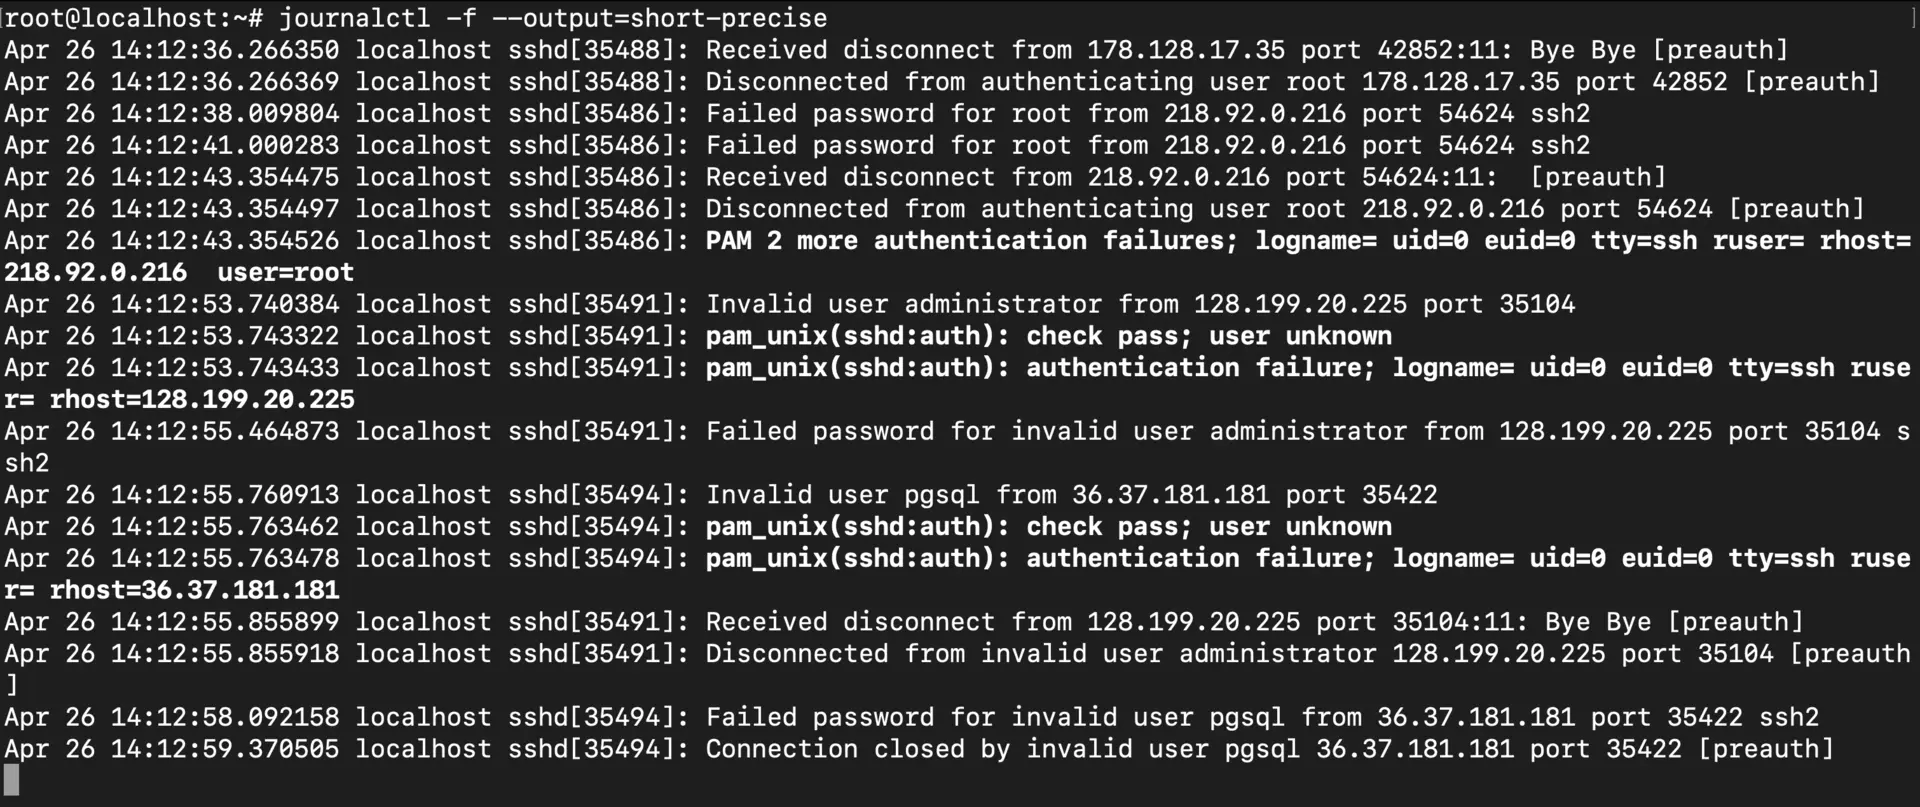 [root@localhost:~# journalctl -f --output=short-precise ]
Apr 26 14:12:36.266350 localhost sshd[35488]: Received disconnect from 178.128.17.35 port 42852:11: Bye Bye [preauth]
Apr 26 14:12:36.266369 localhost sshd[35488]: Disconnected from authenticating user root 178.128.17.35 port 42852 [preauth]
Apr 26 14:12:38.009804 localhost sshd[35486]: Failed password for root from 218.92.0.216 port 54624 ssh2
Apr 26 14:12:41.000283 localhost sshd[35486]: Failed password for root from 218.92.0.216 port 54624 ssh2
Apr 26 14:12:43.354475 localhost sshd[35486]: Received disconnect from 218.92.0.216 port 54624:11:  [preauth]
Apr 26 14:12:43.354497 localhost sshd[35486]: Disconnected from authenticating user root 218.92.0.216 port 54624 [preauth]
Apr 26 14:12:43.354526 localhost sshd[35486]: PAM 2 more authentication failures; logname= uid=0 euid=0 tty=ssh ruser= rhost=
218.92.0.216  user=root
Apr 26 14:12:53.740384 localhost sshd[35491]: Invalid user administrator from 128.199.20.225 port 35104
Apr 26 14:12:53.743322 localhost sshd[35491]: pam_unix(sshd:auth): check pass; user unknown
Apr 26 14:12:53.743433 localhost sshd[35491]: pam_unix(sshd:auth): authentication failure; logname= uid=0 euid=0 tty=ssh ruse
r= rhost=128.199.20.225
Apr 26 14:12:55.464873 localhost sshd[35491]: Failed password for invalid user administrator from 128.199.20.225 port 35104 s
sh2
Apr 26 14:12:55.760913 localhost sshd[35494]: Invalid user pgsql from 36.37.181.181 port 35422
Apr 26 14:12:55.763462 localhost sshd[35494]: pam_unix(sshd:auth): check pass; user unknown
Apr 26 14:12:55.763478 localhost sshd[35494]: pam_unix(sshd:auth): authentication failure; logname= uid=0 euid=0 tty=ssh ruse
r= rhost=36.37.181.181
Apr 26 14:12:55.855899 localhost sshd[35491]: Received disconnect from 128.199.20.225 port 35104:11: Bye Bye [preauth]
Apr 26 14:12:55.855918 localhost sshd[35491]: Disconnected from invalid user administrator 128.199.20.225 port 35104 [preauth
]
Apr 26 14:12:58.092158 localhost sshd[35494]: Failed password for invalid user pgsql from 36.37.181.181 port 35422 ssh2
Apr 26 14:12:59.370505 localhost sshd[35494]: Connection closed by invalid user pgsql 36.37.181.181 port 35422 [preauth]